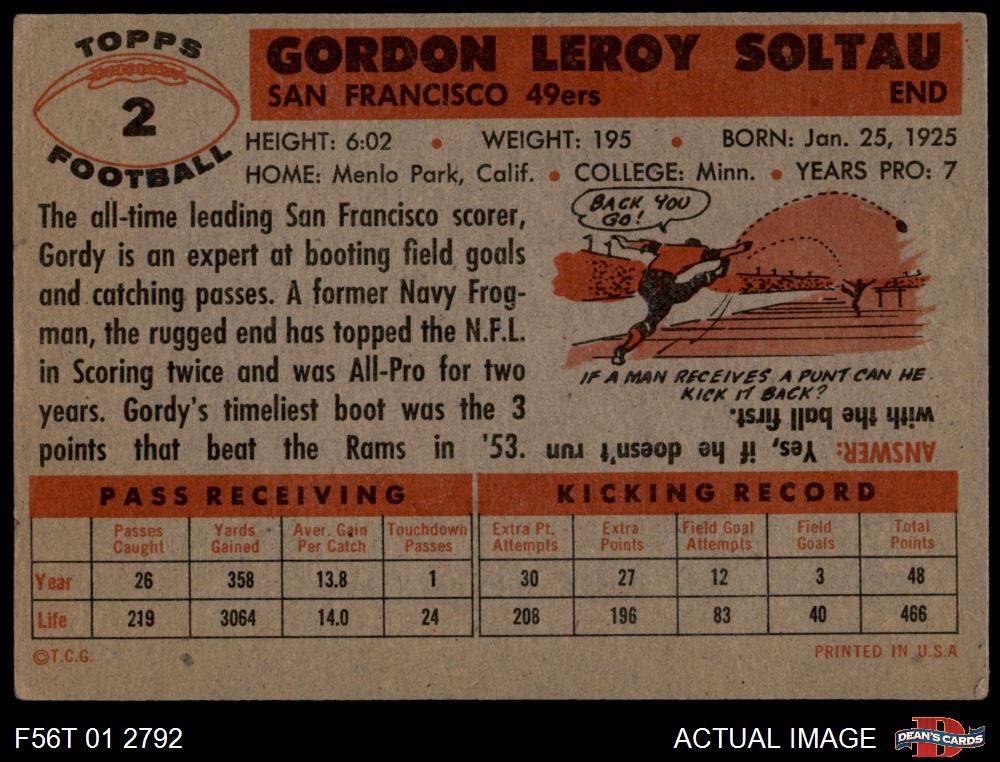 TOPPS
2
FOOTBALL
GORDON LEROY SOLTAU
SAN FRANCISCO 49ers END
HEIGHT: 6:02 • WEIGHT: 195 • BORN: Jan. 25, 1925
HOME: Menlo Park, Calif. • COLLEGE: Minn. • YEARS PRO: 7
The all-time leading San Francisco scorer,
Gordy is an expert at booting field goals
and catching passes. A former Navy Frog-
man, the rugged end has topped the N.F.L.
in Scoring twice and was All-Pro for two
years. Gordy's timeliest boot was the 3
points that beat the Rams in '53.
BACK YOU
GO!
IF A MAN RECEIVES A PUNT CAN HE
KICK IT BACK?
ANSWER: Yes, if he doesn't run
with the ball first.
PASS RECEIVING KICKING RECORD
Passes Yards Aver. Gain Touchdown Extra Pt. Extra Field Goal Field Total
Caught Gained Per Catch Passes Attempts Points Attempts Goals Points
Year 26 358 13.8 1 30 27 12 3 48
Life 219 3064 14.0 24 208 196 83 40 466
©T.C.G. PRINTED IN U.S.A
F56T 01 2792 ACTUAL IMAGE DEAN'S CARDS